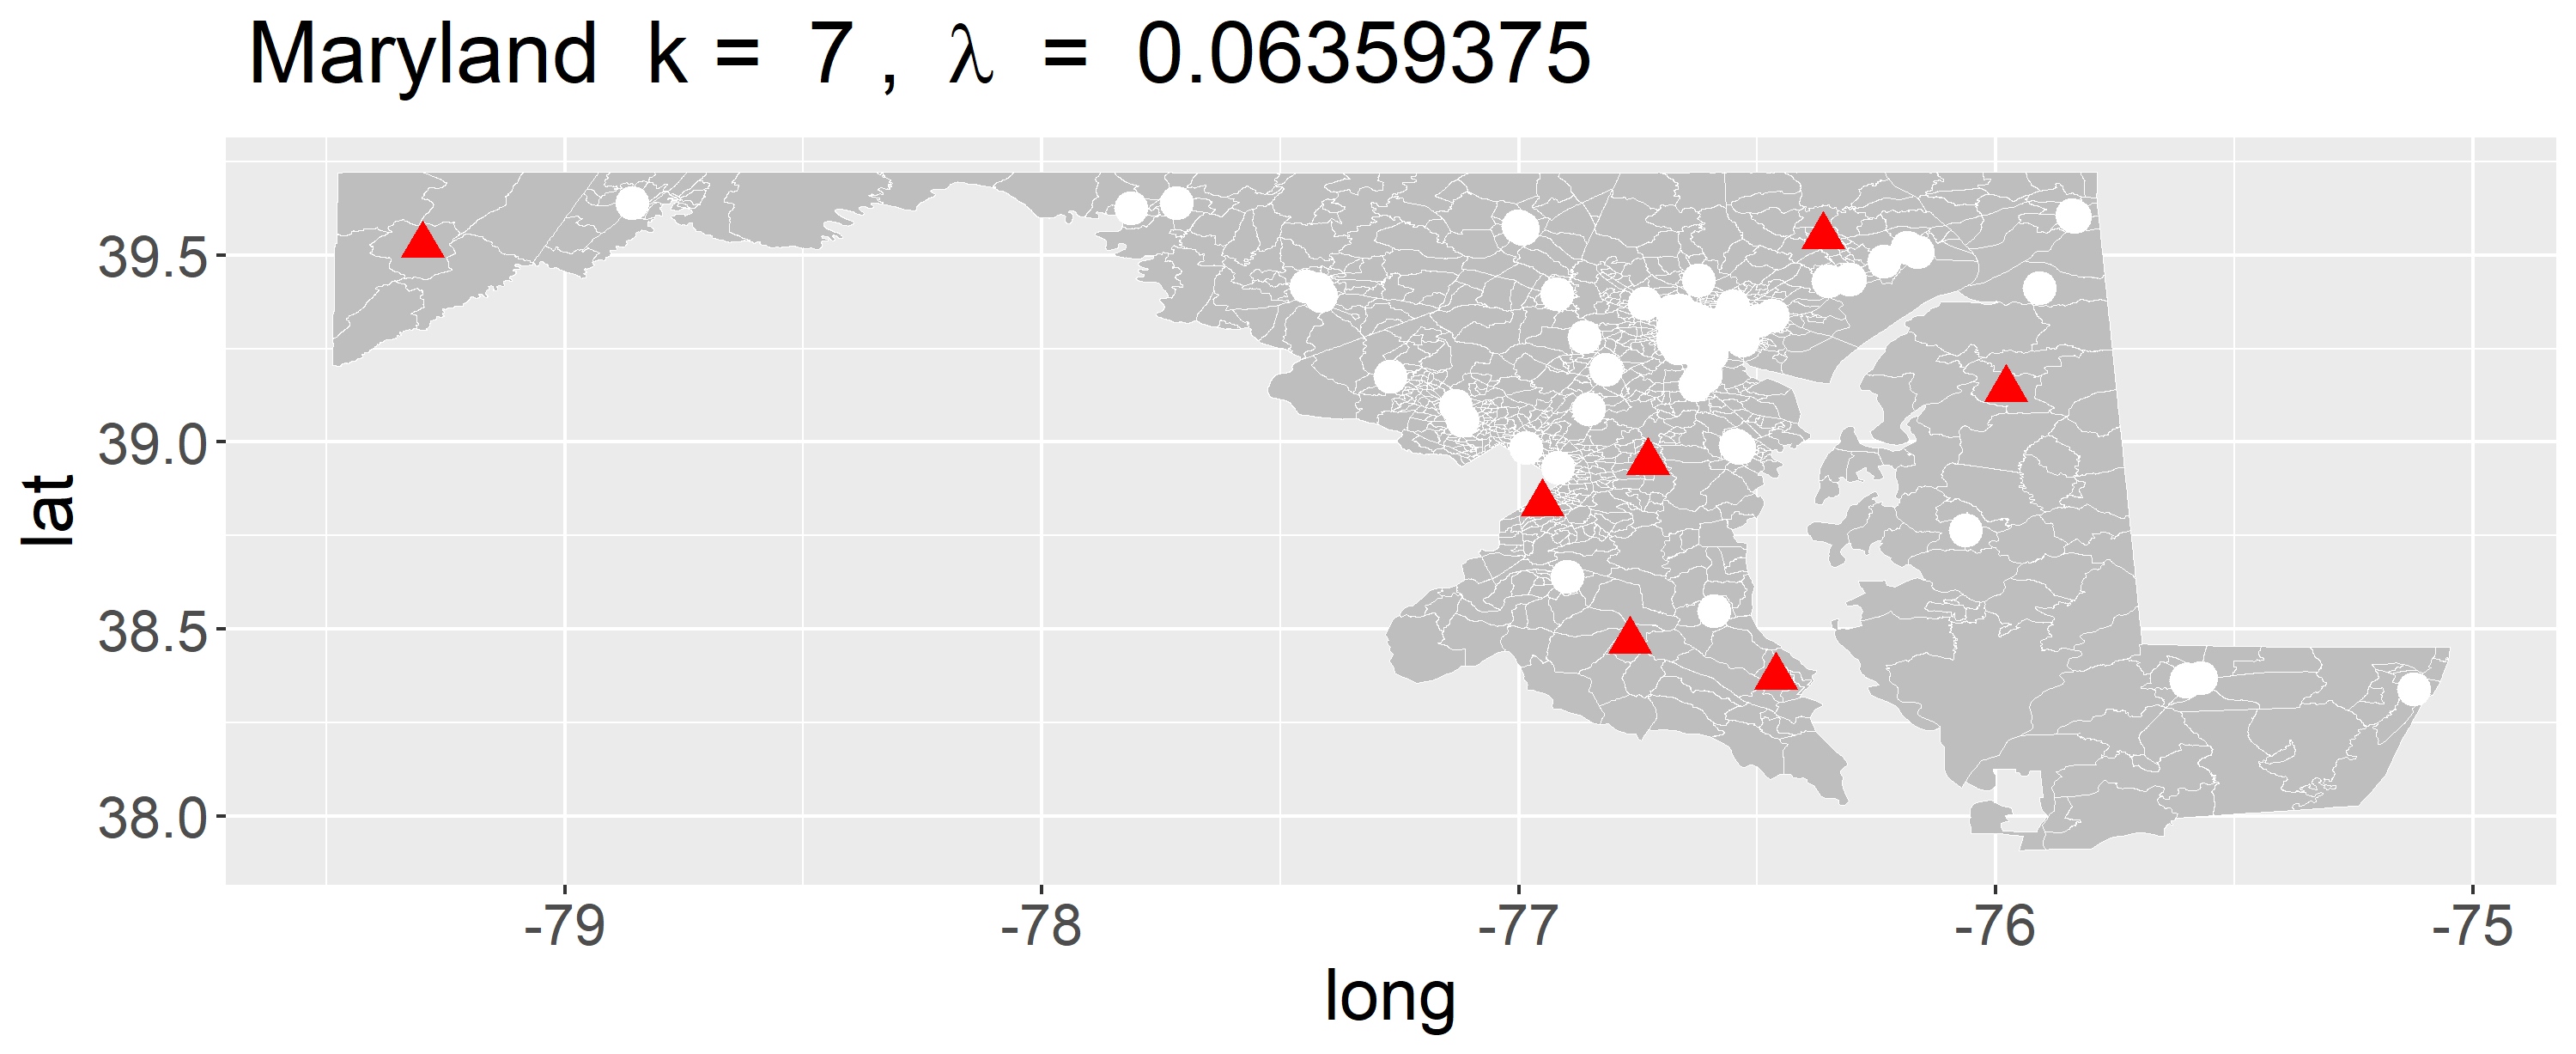 Maryland k = 7 , λ = 0.06359375
39.5
39.0
38.5
38.0
lat
-79 -78 -77 -76 -75
long